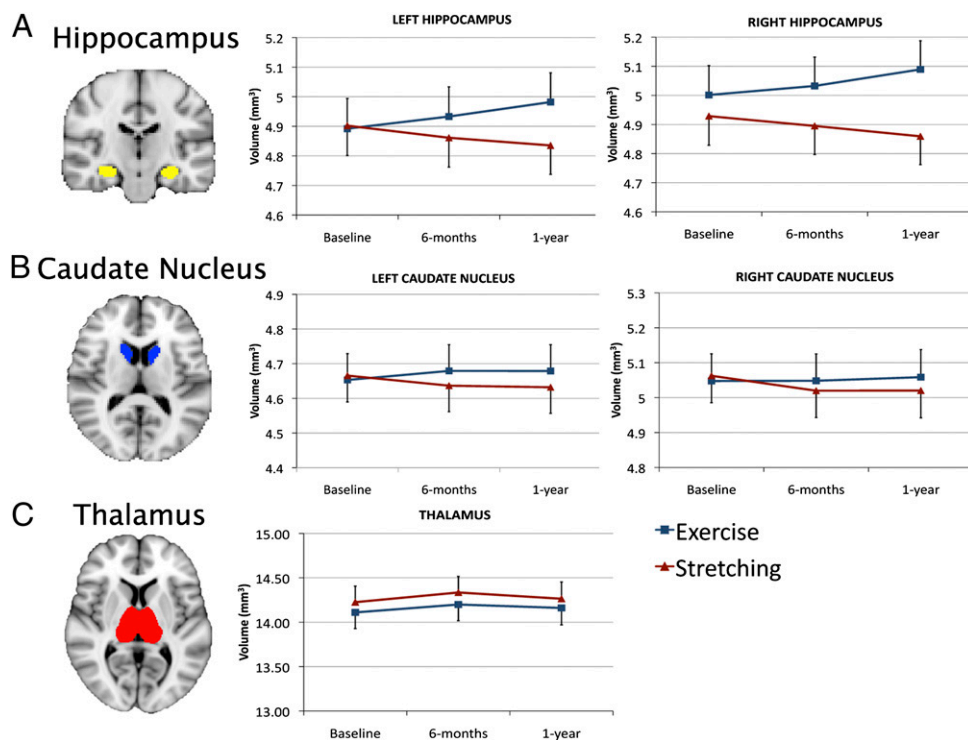 A
Hippocampus
LEFT HIPPOCAMPUS
Volume (mm³)
5.2
5.1
5
4.9
4.8
4.7
4.6
Baseline 6-months 1-year
RIGHT HIPPOCAMPUS
Volume (mm³)
5.2
5.1
5
4.9
4.8
4.7
4.6
Baseline 6-months 1-year
B Caudate Nucleus
LEFT CAUDATE NUCLEUS
Volume (mm³)
4.9
4.8
4.7
4.6
4.5
4.4
Baseline 6-months 1-year
RIGHT CAUDATE NUCLEUS
Volume (mm³)
5.3
5.2
5.1
5
4.9
4.8
Baseline 6-months 1-year
C Thalamus
THALAMUS
Volume (mm³)
15.00
14.50
14.00
13.50
13.00
Baseline 6-months 1-year
Exercise
Stretching